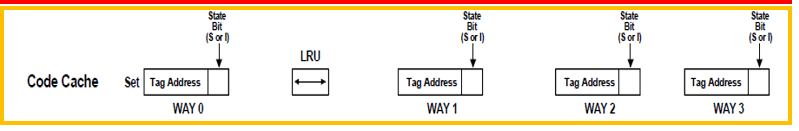 State
Bit
(S or I)
State
Bit
(S or I)
State
Bit
(S or I)
State
Bit
(S or I)
LRU
Code Cache
Set
Tag Address
Tag Address
Tag Address
Tag Address
WAY 0
WAY 1
WAY 2
WAY 3